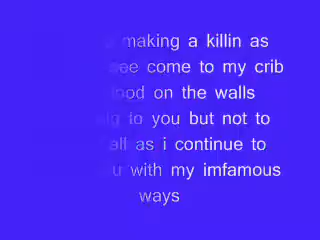 making a killin as
see come to my crib
on the walls
to you but not to
all as i continue to
with my imfamous
ways